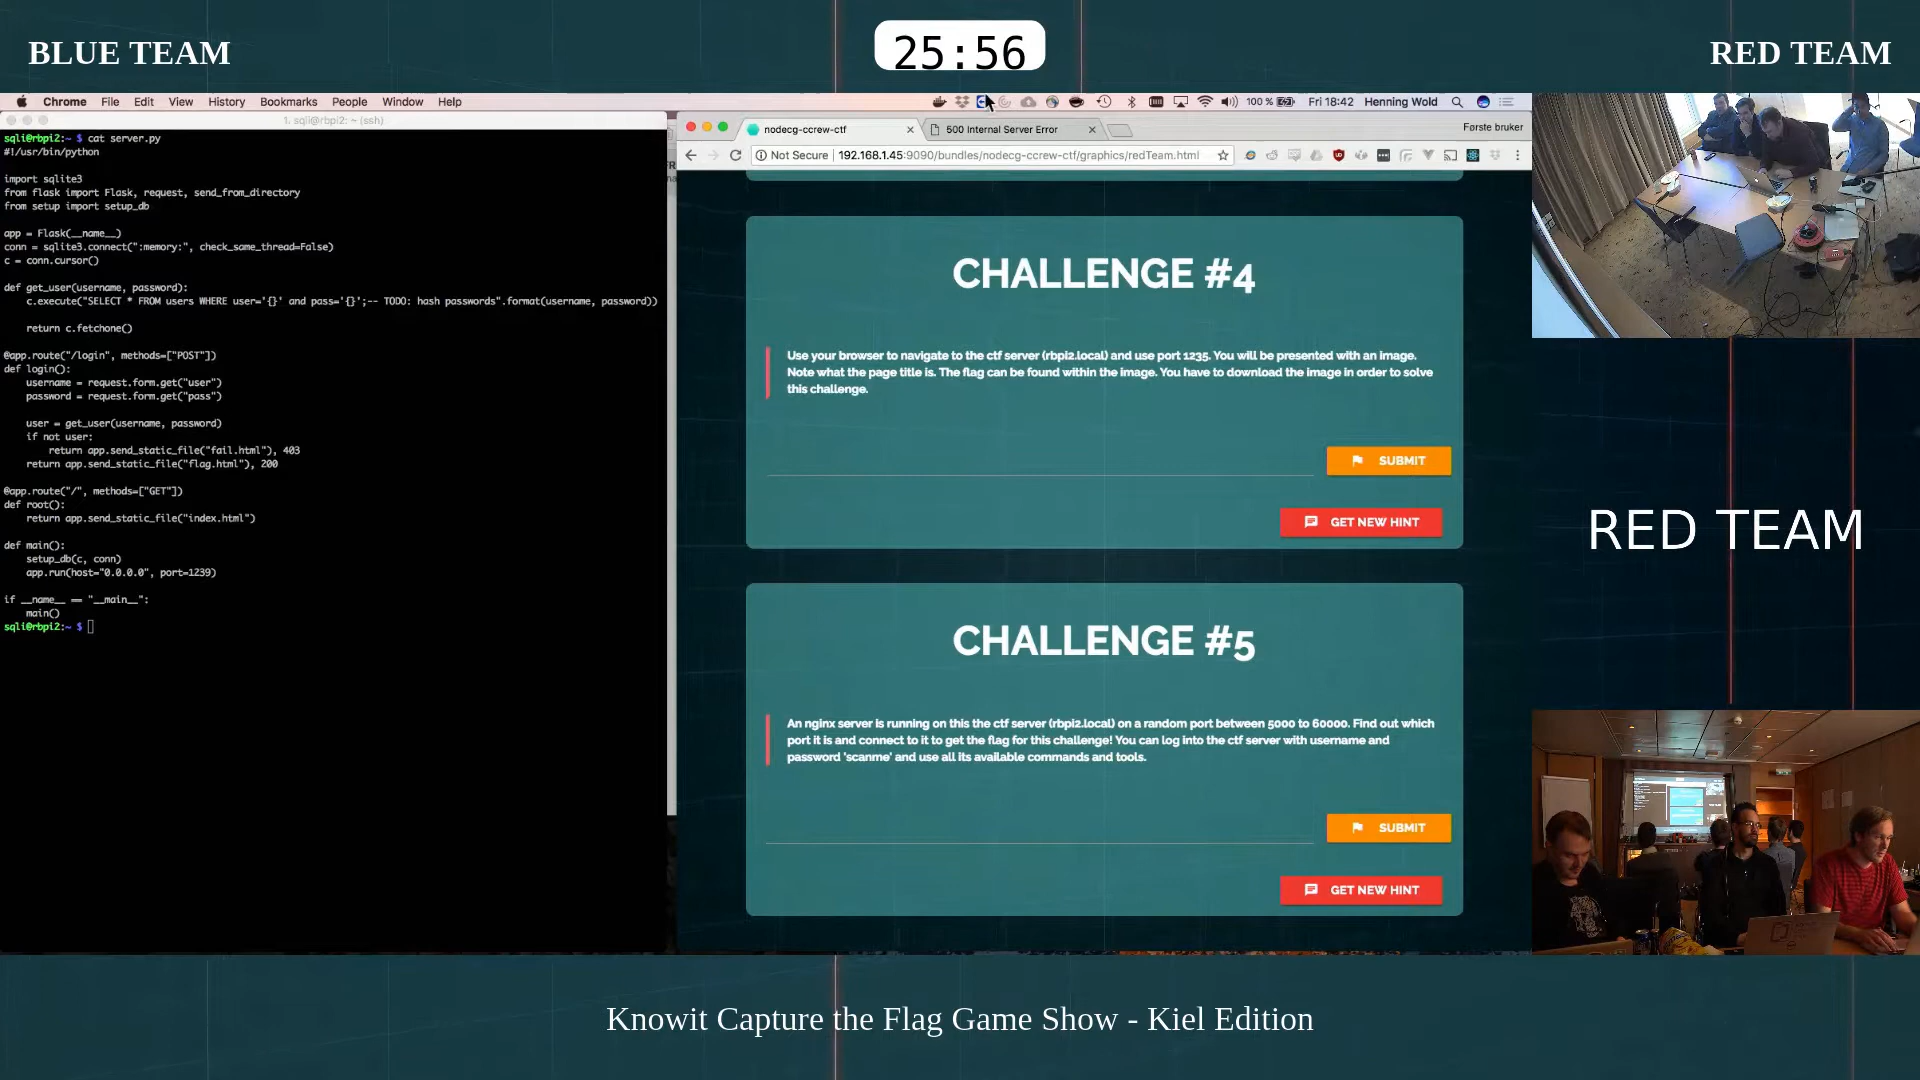 BLUE TEAM
25:56
RED TEAM
Chrome File Edit View History Bookmarks People Window Help
100 % Fri 18:42 Henning Wold
1. sqli@rbpi2: ~ (ssh)
sqli@rbpi2:~ $ cat server.py
#!/usr/bin/python
import sqlite3
from flask import Flask, request, send_from_directory
from setup import setup_db
app = Flask(__name__)
conn = sqlite3.connect(":memory:", check_same_thread=False)
c = conn.cursor()
def get_user(username, password):
c.execute("SELECT * FROM users WHERE user='{}' and pass='{}';-- TODO: hash passwords".format(username, password))
return c.fetchone()
@app.route("/login", methods=["POST"])
def login():
username = request.form.get("user")
password = request.form.get("pass")
user = get_user(username, password)
if not user:
return app.send_static_file("fail.html"), 403
return app.send_static_file("flag.html"), 200
@app.route("/", methods=["GET"])
def root():
return app.send_static_file("index.html")
def main():
setup_db(c, conn)
app.run(host="0.0.0.0", port=1239)
if __name__ == "__main__":
main()
sqli@rbpi2:~ $
nodecg-ccrew-ctf
500 Internal Server Error
Første bruker
Not Secure 192.168.1.45:9090/bundles/nodecg-ccrew-ctf/graphics/redTeam.html
CHALLENGE #4
Use your browser to navigate to the ctf server (rbpi2.local) and use port 1235. You will be presented with an image.
Note what the page title is. The flag can be found within the image. You have to download the image in order to solve
this challenge.
SUBMIT
GET NEW HINT
CHALLENGE #5
An nginx server is running on this the ctf server (rbpi2.local) on a random port between 5000 to 60000. Find out which
port it is and connect to it to get the flag for this challenge! You can log into the ctf server with username and
password 'scanme' and use all its available commands and tools.
SUBMIT
GET NEW HINT
RED TEAM
Knowit Capture the Flag Game Show - Kiel Edition